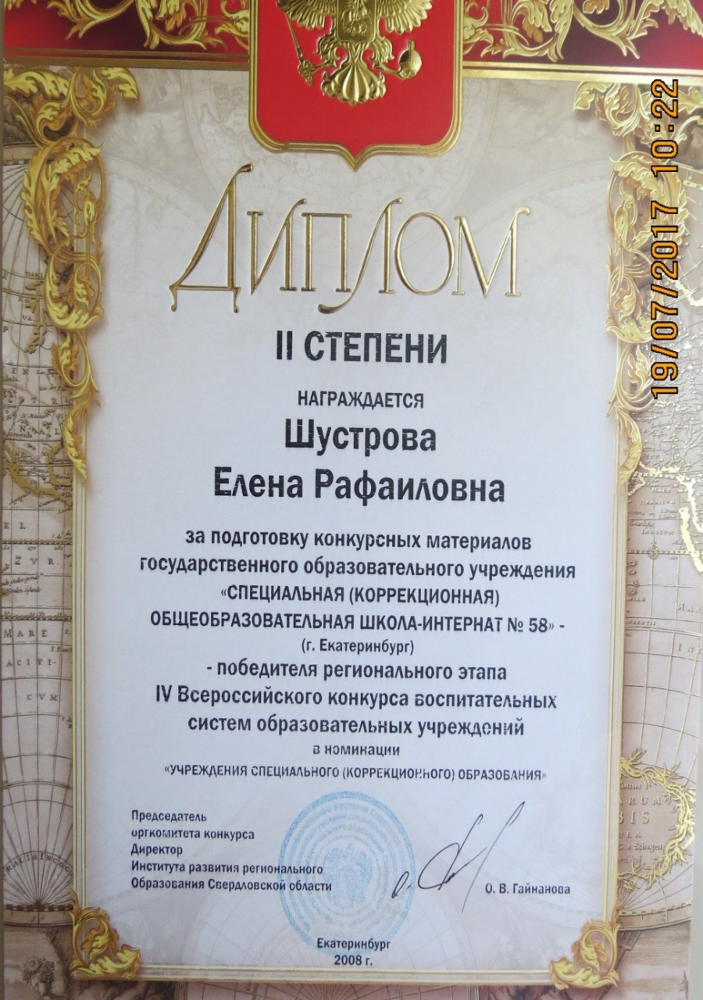 ДИПЛОМ
II СТЕПЕНИ
НАГРАЖДАЕТСЯ
Шустрова
Елена Рафаиловна
за подготовку конкурсных материалов
государственного образовательного учреждения
«СПЕЦИАЛЬНАЯ (КОРРЕКЦИОННАЯ)
ОБЩЕОБРАЗОВАТЕЛЬНАЯ ШКОЛА-ИНТЕРНАТ № 58» -
(г. Екатеринбург)
- победителя регионального этапа
IV Всероссийского конкурса воспитательных
систем образовательных учреждений
в номинации
«УЧРЕЖДЕНИЯ СПЕЦИАЛЬНОГО (КОРРЕКЦИОННОГО) ОБРАЗОВАНИЯ»
Председатель
оргкомитета конкурса
Директор
Института развития регионального
Образования Свердловской области
О. В. Гайнанова
Екатеринбург
2008 г.
19/07/2017 10:22
MARE